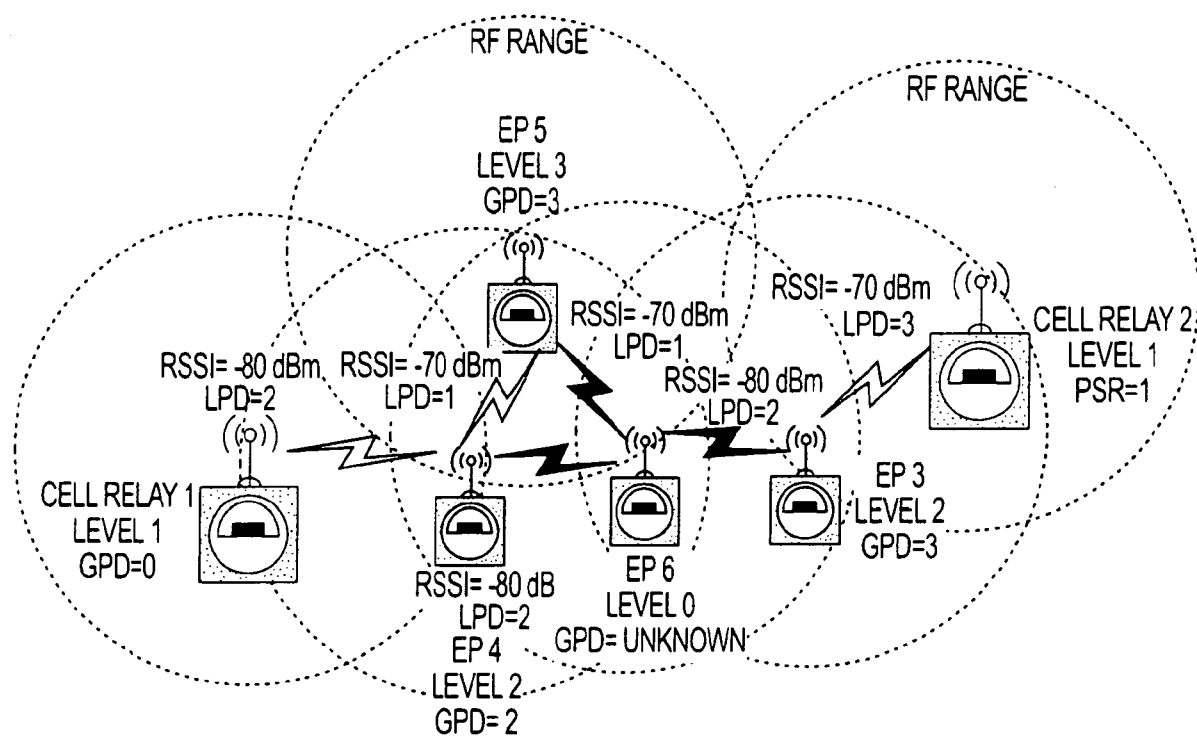 RF RANGE
RF RANGE
EP 5
LEVEL 3
GPD=3
RSSI= -70 dBm
LPD=1
RSSI= -70 dBm
LPD=3
CELL RELAY 2
LEVEL 1
PSR=1
RSSI= -80 dBm
LPD=2
RSSI= -70 dBm
LPD=1
RSSI= -80 dBm
LPD=2
CELL RELAY 1
LEVEL 1
GPD=0
RSSI= -80 dB
LPD=2
EP 4
LEVEL 2
GPD= 2
EP 6
LEVEL 0
GPD= UNKNOWN
EP 3
LEVEL 2
GPD=3